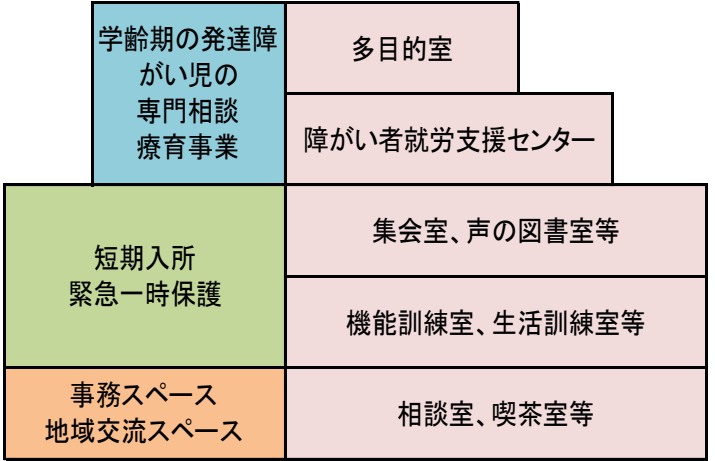 学齢期の発達障
がい児の
専門相談
療育事業
多目的室
障がい者就労支援センター
短期入所
緊急一時保護
集会室、声の図書室等
機能訓練室、生活訓練室等
事務スペース
地域交流スペース
相談室、喫茶室等